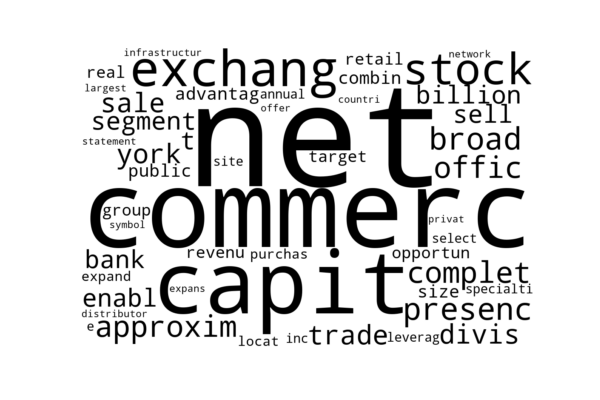 infrastructur
network
real
exchang
retail
stock
largest
combin
sale
advantag
annual
countri
billion
offer
segment
net
sell
statement
t
broad
york
site
target
offic
public
commerc
group
privat
symbol
select
bank
revenu
purchas
opportun
expand
capit
complet
enabl
expans
size
specialti
distributor
presenc
e
approxim
locat
inc
trade
leverag
divis